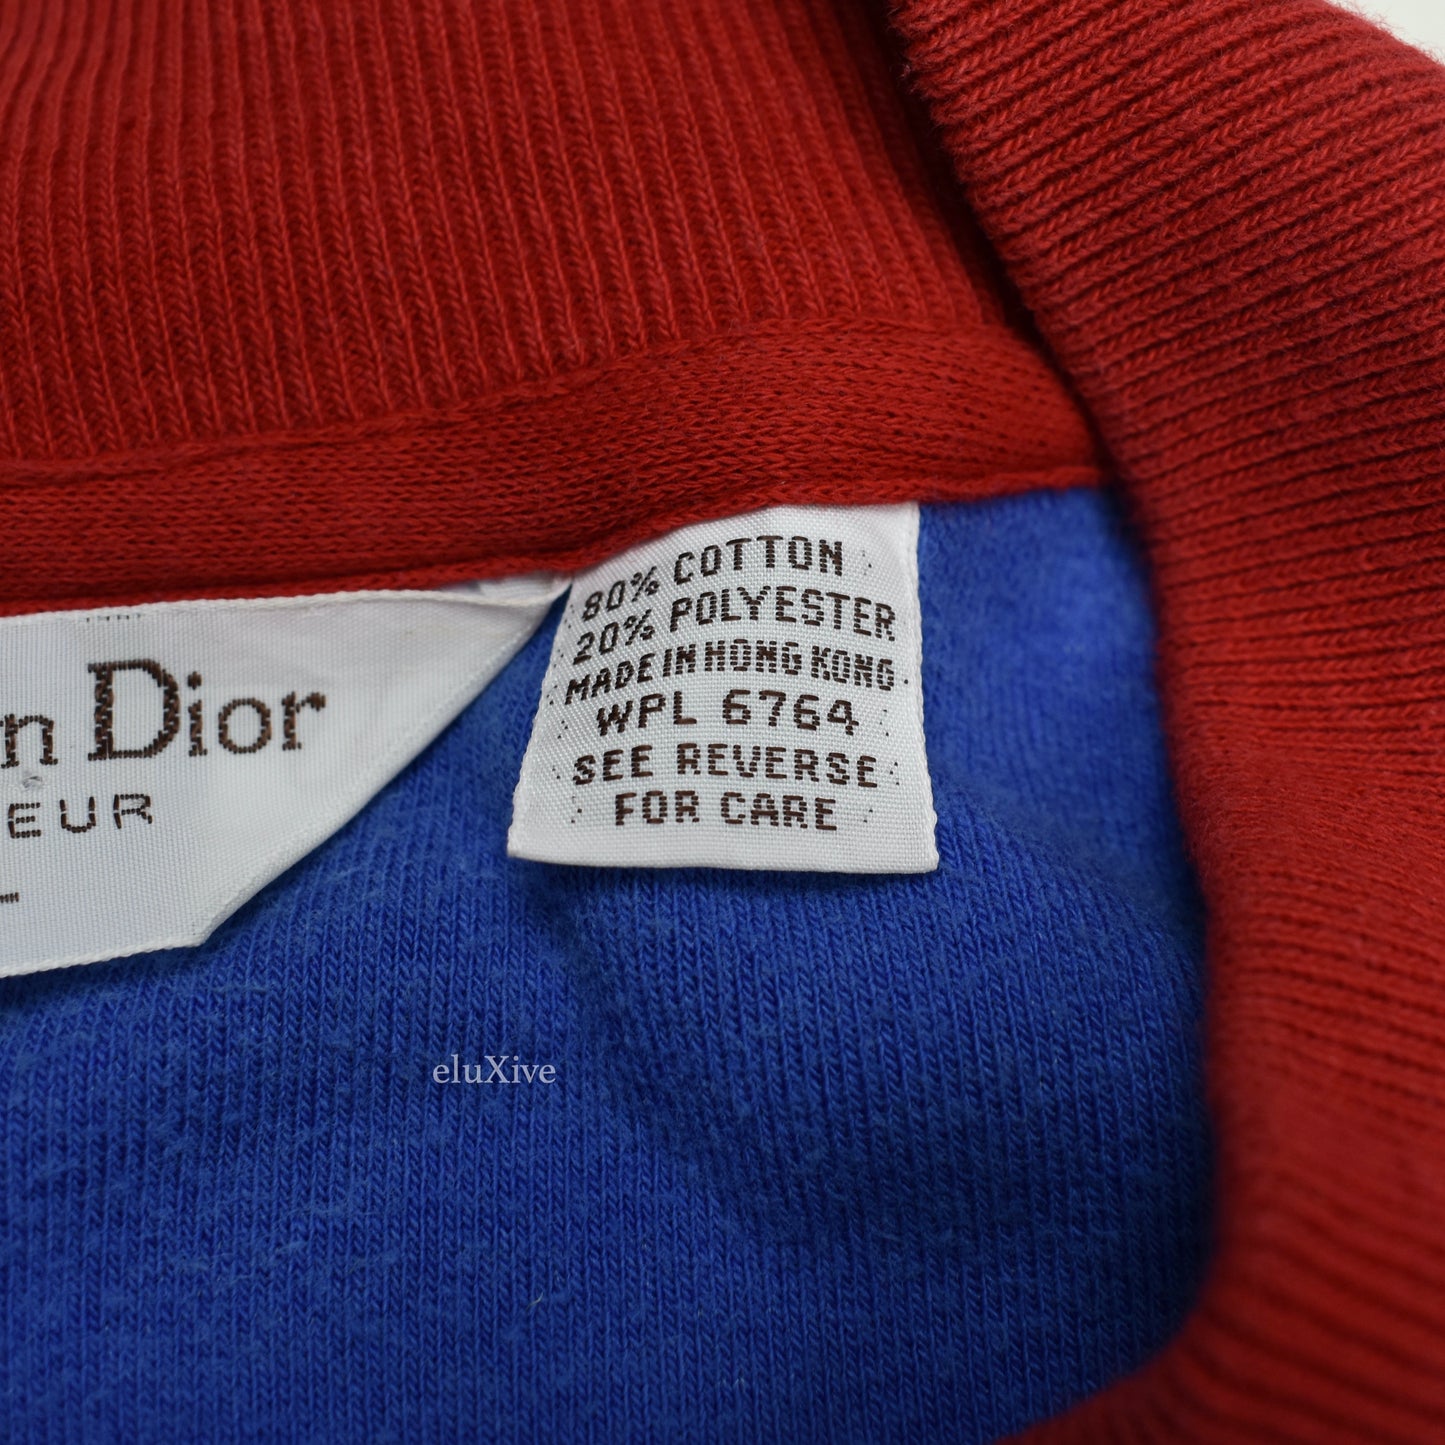 n Dior
EUR
80% COTTON
20% POLYESTER
MADE IN HONG KONG
WPL 6764
SEE REVERSE
FOR CARE
eluXive